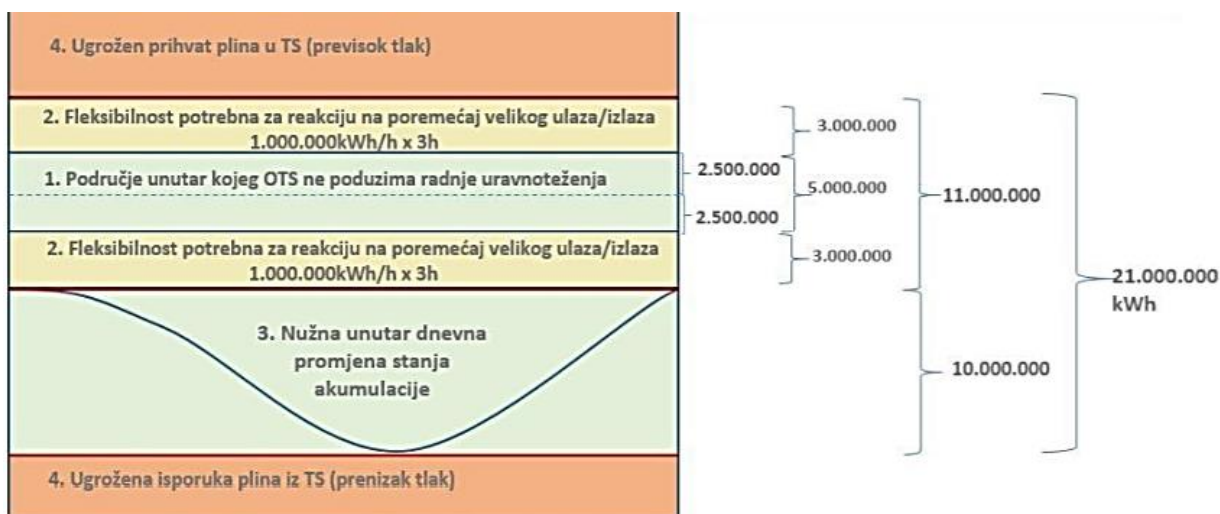 4. Ugrožen prihvat plina u TS (previsok tlak)
2. Fleksibilnost potrebna za reakciju na poremećaj velikog ulaza/izlaza
1.000.000kWh/h x 3h
3.000.000
1. Područje unutar kojeg OTS ne poduzima radnje uravnoteženja
2.500.000
5.000.000
2.500.000
11.000.000
2. Fleksibilnost potrebna za reakciju na poremećaj velikog ulaza/izlaza
1.000.000kWh/h x 3h
3.000.000
21.000.000
kWh
3. Nužna unutar dnevna
promjena stanja
akumulacije
10.000.000
4. Ugrožena isporuka plina iz TS (prenizak tlak)